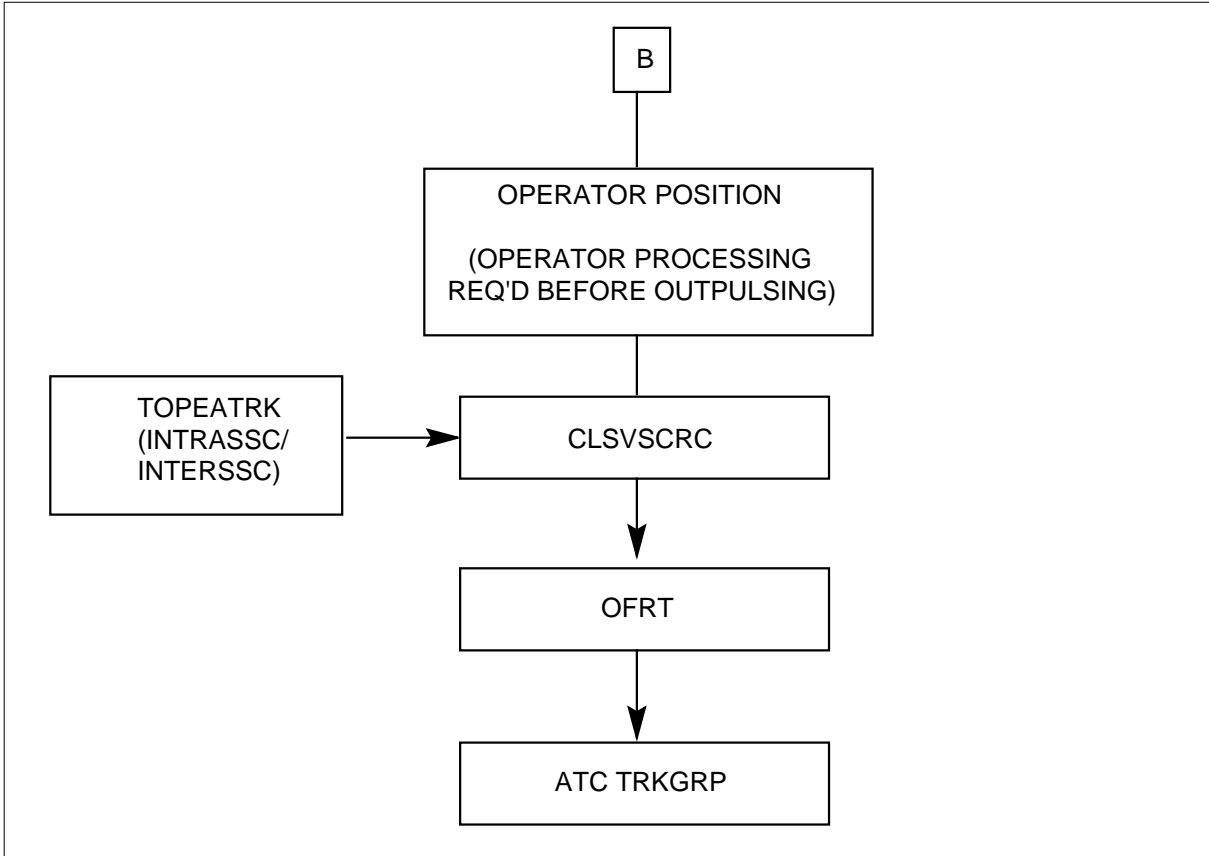 B
OPERATOR POSITION
(OPERATOR PROCESSING
REQ'D BEFORE OUTPULSING)
TOPEATRK
(INTRASSC/
INTERSSC)
CLSVSCRC
OFRT
ATC TRKGRP